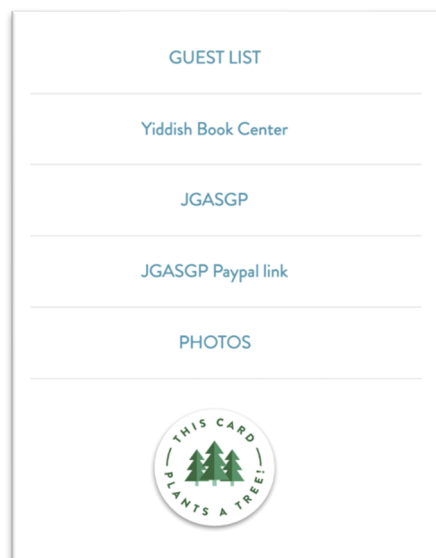 GUEST LIST
Yiddish Book Center
JGASGP
JGASGP Paypal link
PHOTOS
THIS CARD
PLANTS A TREE!